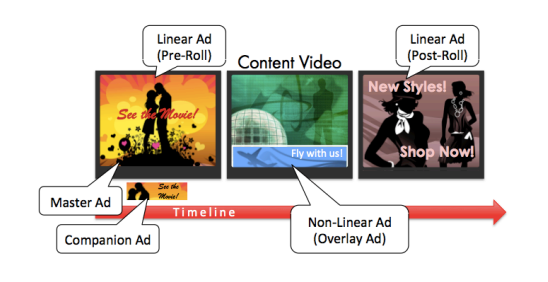 Linear Ad
(Pre-Roll)
Content Video
Linear Ad
(Post-Roll)
See the Movie!
Fly with us!
New Styles!
Shop Now!
Master Ad
See the
Movie!
Companion Ad
Timeline
Non-Linear Ad
(Overlay Ad)